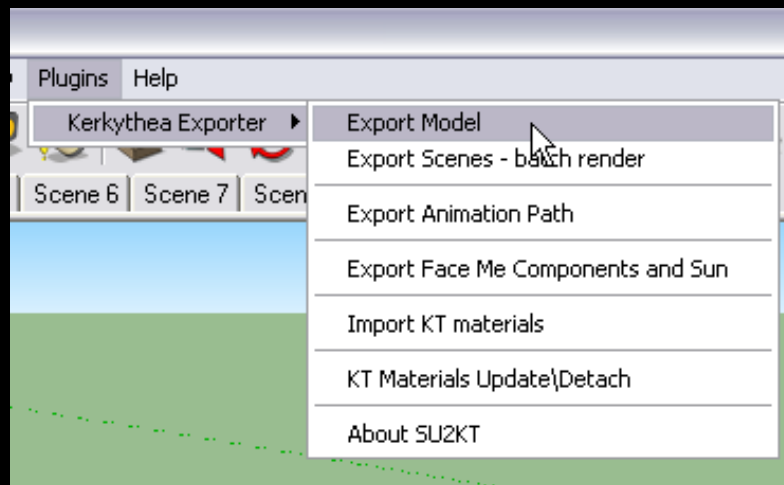 Plugins Help
Kerkythea Exporter
Export Model
Export Scenes - batch render
Scene 6 Scene 7 Scen
Export Animation Path
Export Face Me Components and Sun
Import KT materials
KT Materials Update\Detach
About SU2KT